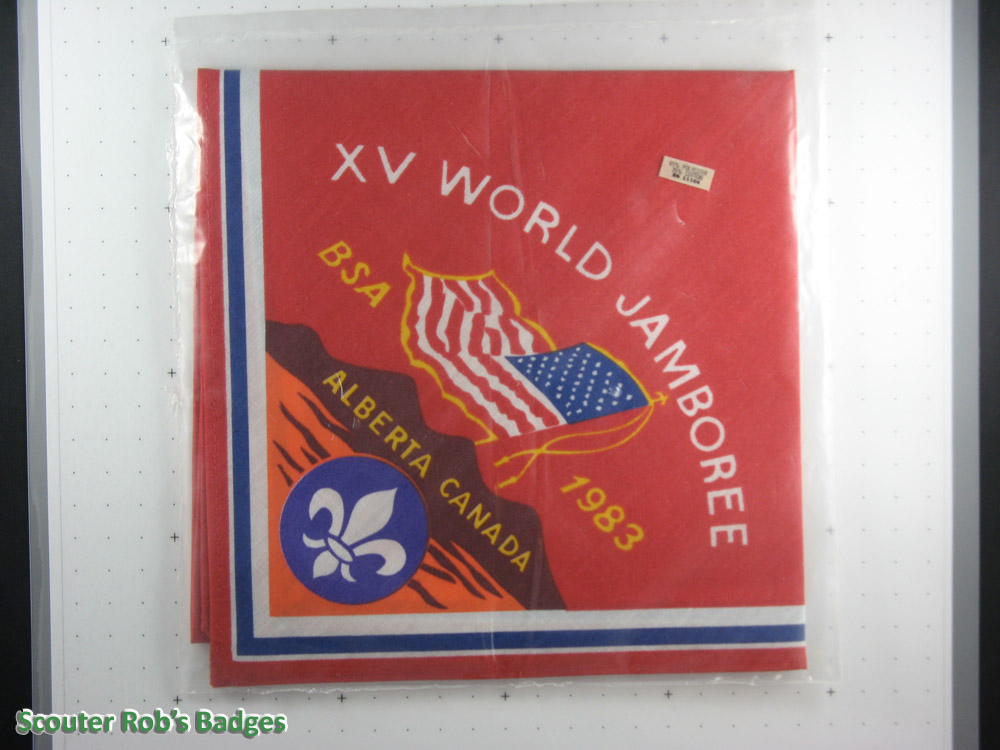 XV WORLD JAMBOREE
BSA
ALBERTA CANADA
1983
Scouter Rob's Badges